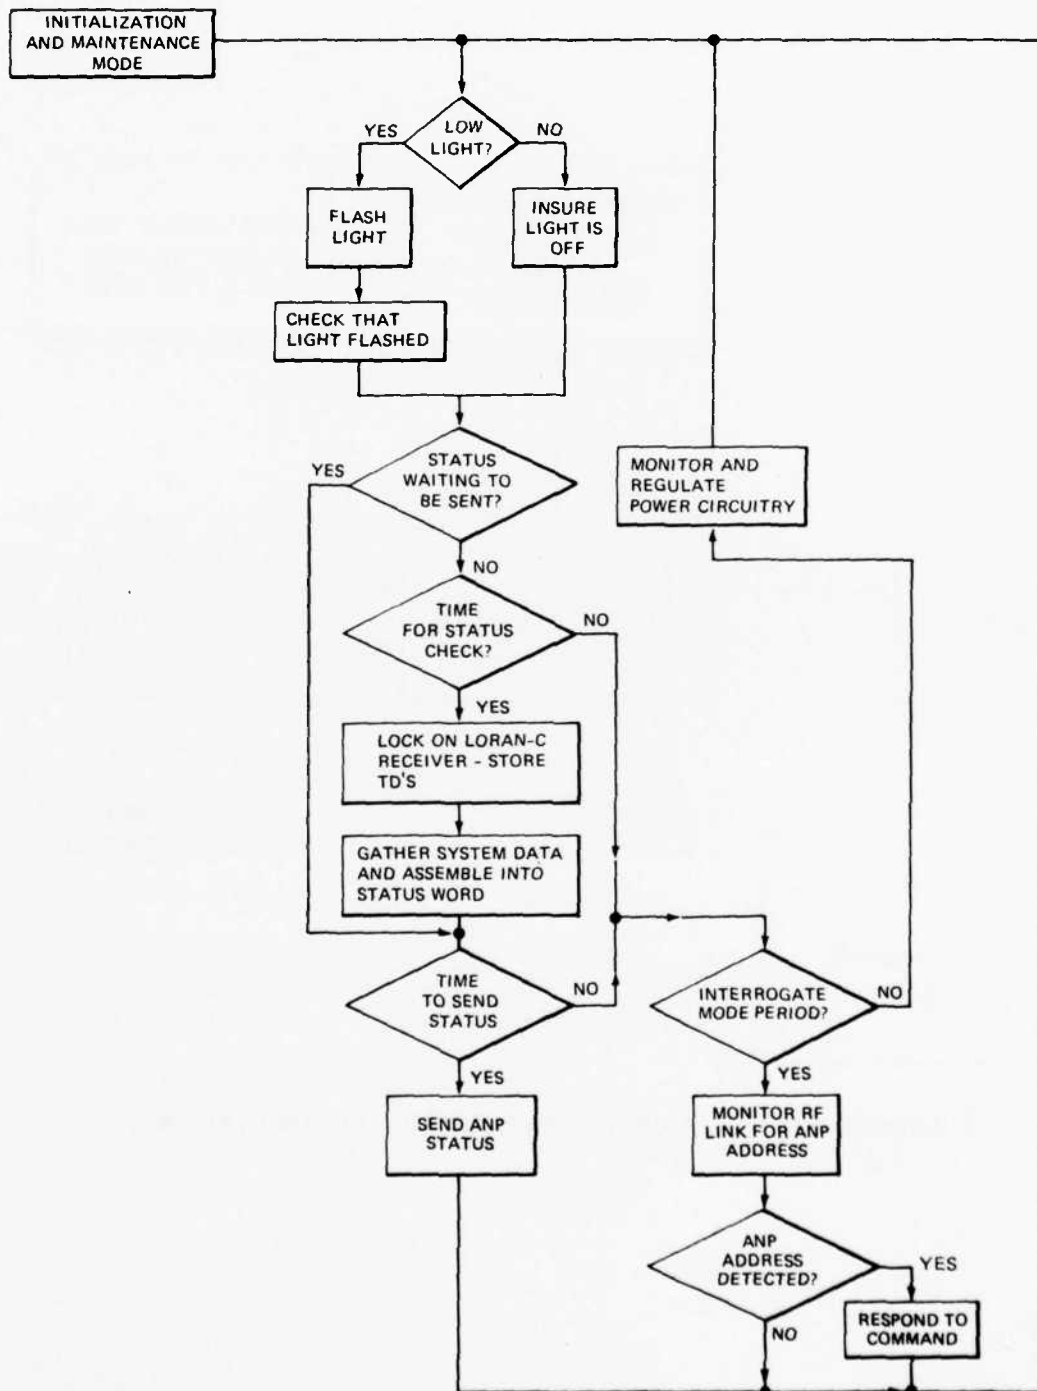 INITIALIZATION
AND MAINTENANCE
MODE
LOW
LIGHT?
YES
NO
FLASH
LIGHT
INSURE
LIGHT IS
OFF
CHECK THAT
LIGHT FLASHED
STATUS
WAITING TO
BE SENT?
YES
NO
MONITOR AND
REGULATE
POWER CIRCUITRY
TIME
FOR STATUS
CHECK?
NO
YES
LOCK ON LORAN-C
RECEIVER - STORE
TD'S
GATHER SYSTEM DATA
AND ASSEMBLE INTO
STATUS WORD
TIME
TO SEND
STATUS
NO
YES
INTERROGATE
MODE PERIOD?
NO
YES
SEND ANP
STATUS
MONITOR RF
LINK FOR ANP
ADDRESS
ANP
ADDRESS
DETECTED?
YES
NO
RESPOND TO
COMMAND